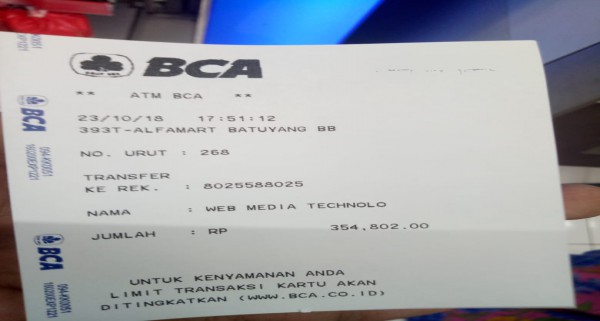 BCA
** ATM BCA **
23/10/18 17:51:12
393T-ALFAMART BATUYANG BB
NO. URUT : 268
TRANSFER
KE REK. : 8025588025
NAMA : WEB MEDIA TECHNOLO
JUMLAH : RP 354,802.00
UNTUK KENYAMANAN ANDA
LIMIT TRANSAKSI KARTU AKAN
DITINGKATKAN (WWW.BCA.CO.ID)
BCA
BCA